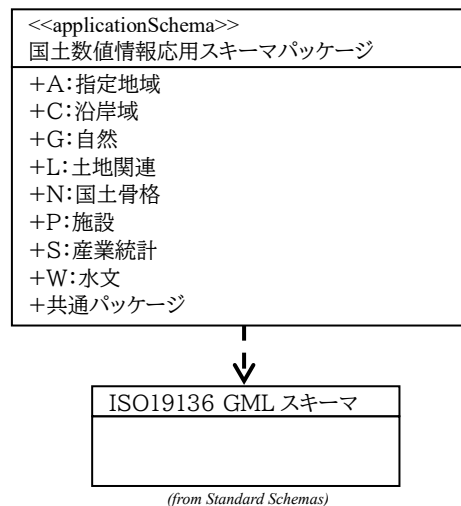 <<applicationSchema>>
国土数値情報応用スキーマパッケージ
+A:指定地域
+C:沿岸域
+G:自然
+L:土地関連
+N:国土骨格
+P:施設
+S:産業統計
+W:水文
+共通パッケージ
ISO19136 GML スキーマ
(from Standard Schemas)